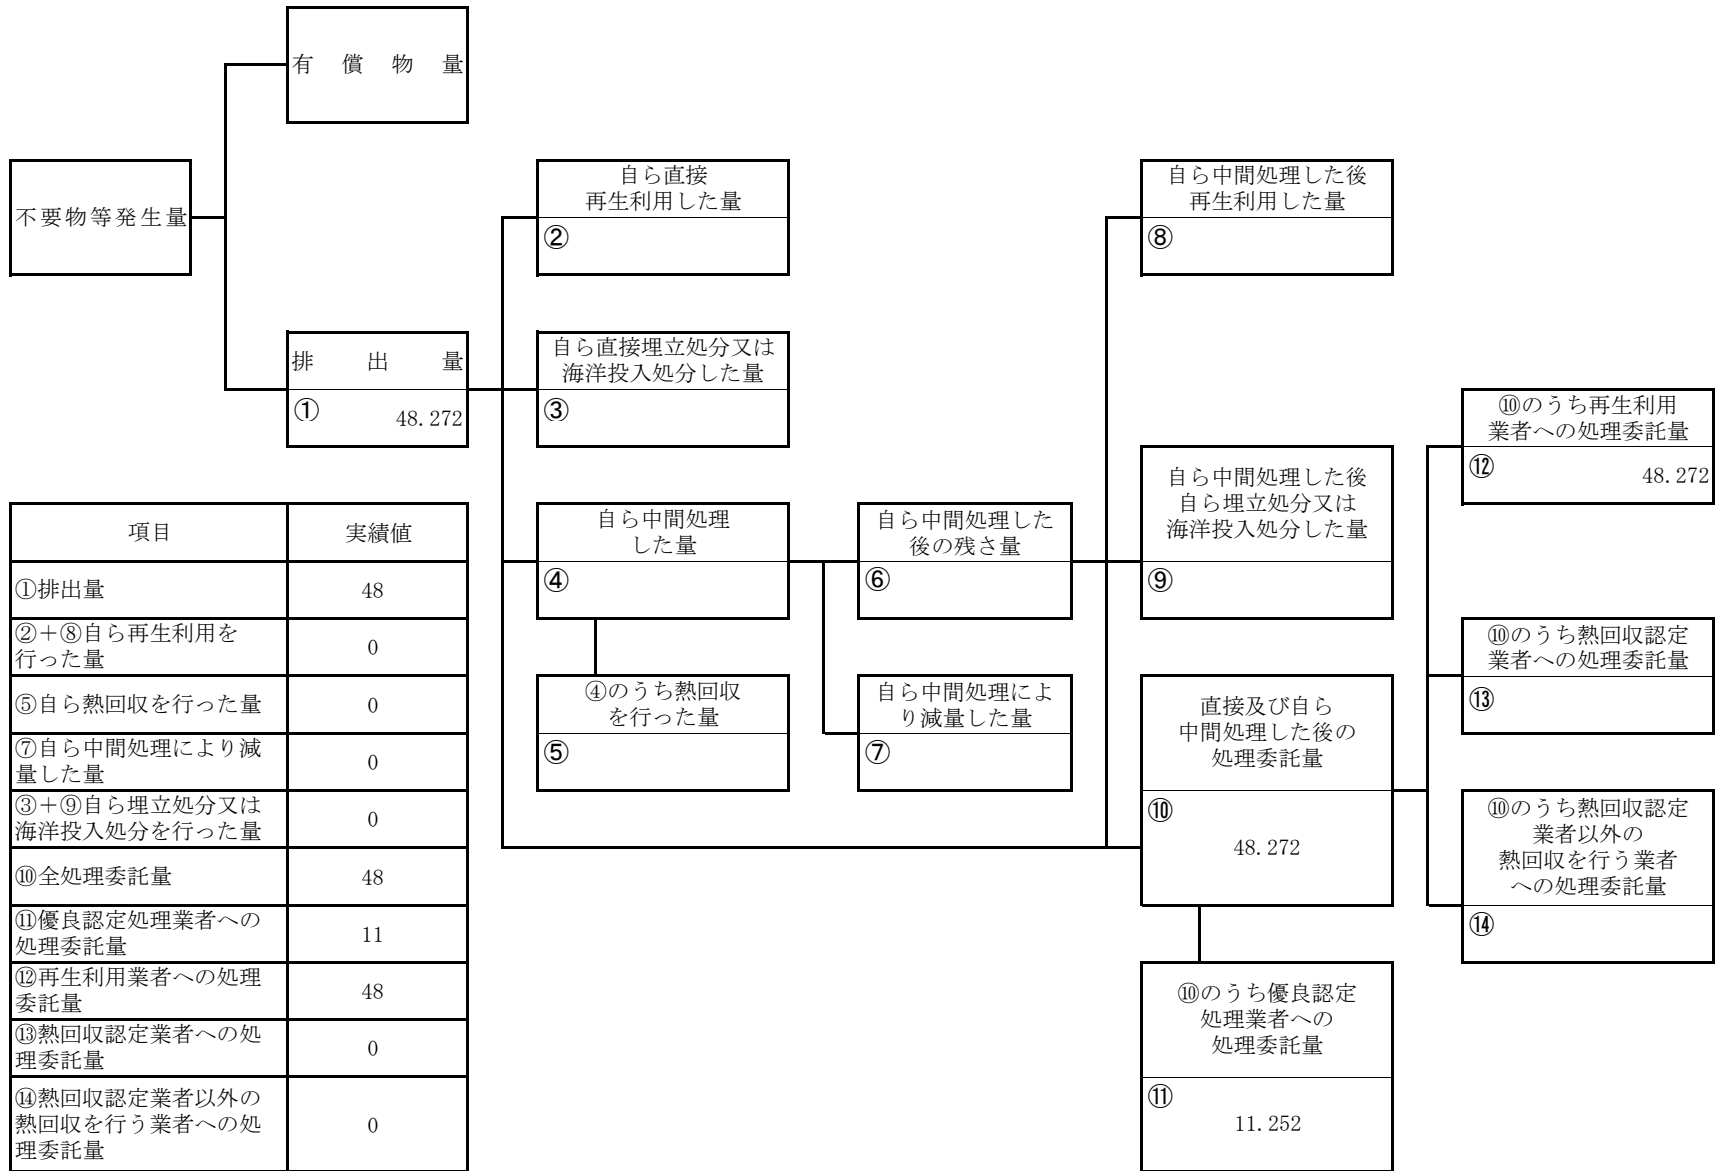 有償物量
不要物等発生量
排出量
① 48.272
自ら直接
再生利用した量
②
自ら直接埋立処分又は
海洋投入処分した量
③
自ら中間処理
した量
④
④のうち熱回収
を行った量
⑤
自ら中間処理した
後の残さ量
⑥
自ら中間処理によ
り減量した量
⑦
自ら中間処理した後
再生利用した量
⑧
自ら中間処理した後
自ら埋立処分又は
海洋投入処分した量
⑨
直接及び自ら
中間処理した後の
処理委託量
⑩
48.272
⑩のうち優良認定
処理業者への
処理委託量
⑪
11.252
⑩のうち再生利用
業者への処理委託量
⑫ 48.272
⑩のうち熱回収認定
業者への処理委託量
⑬
⑩のうち熱回収認定
業者以外の
熱回収を行う業者
への処理委託量
⑭
項目 実績値
①排出量 48
②+⑧自ら再生利用を
行った量 0
⑤自ら熱回収を行った量 0
⑦自ら中間処理により減
量した量 0
③+⑨自ら埋立処分又は
海洋投入処分を行った量 0
⑩全処理委託量 48
⑪優良認定処理業者への
処理委託量 11
⑫再生利用業者への処理
委託量 48
⑬熱回収認定業者への処
理委託量 0
⑭熱回収認定業者以外の
熱回収を行う業者への処
理委託量 0